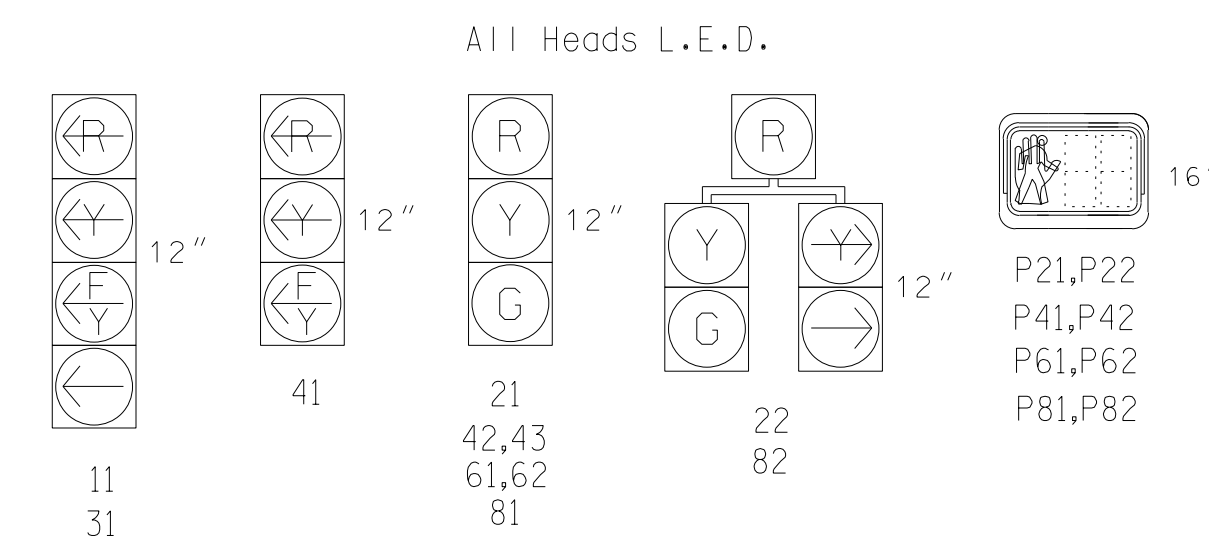 All Heads L.E.D.
R
Y
F
Y
12"
11
31
R
Y
F
Y
12"
41
R
Y
G
12"
21
42,43
61,62
81
R
Y
G
Y
12"
22
82
16"
P21,P22
P41,P42
P61,P62
P81,P82